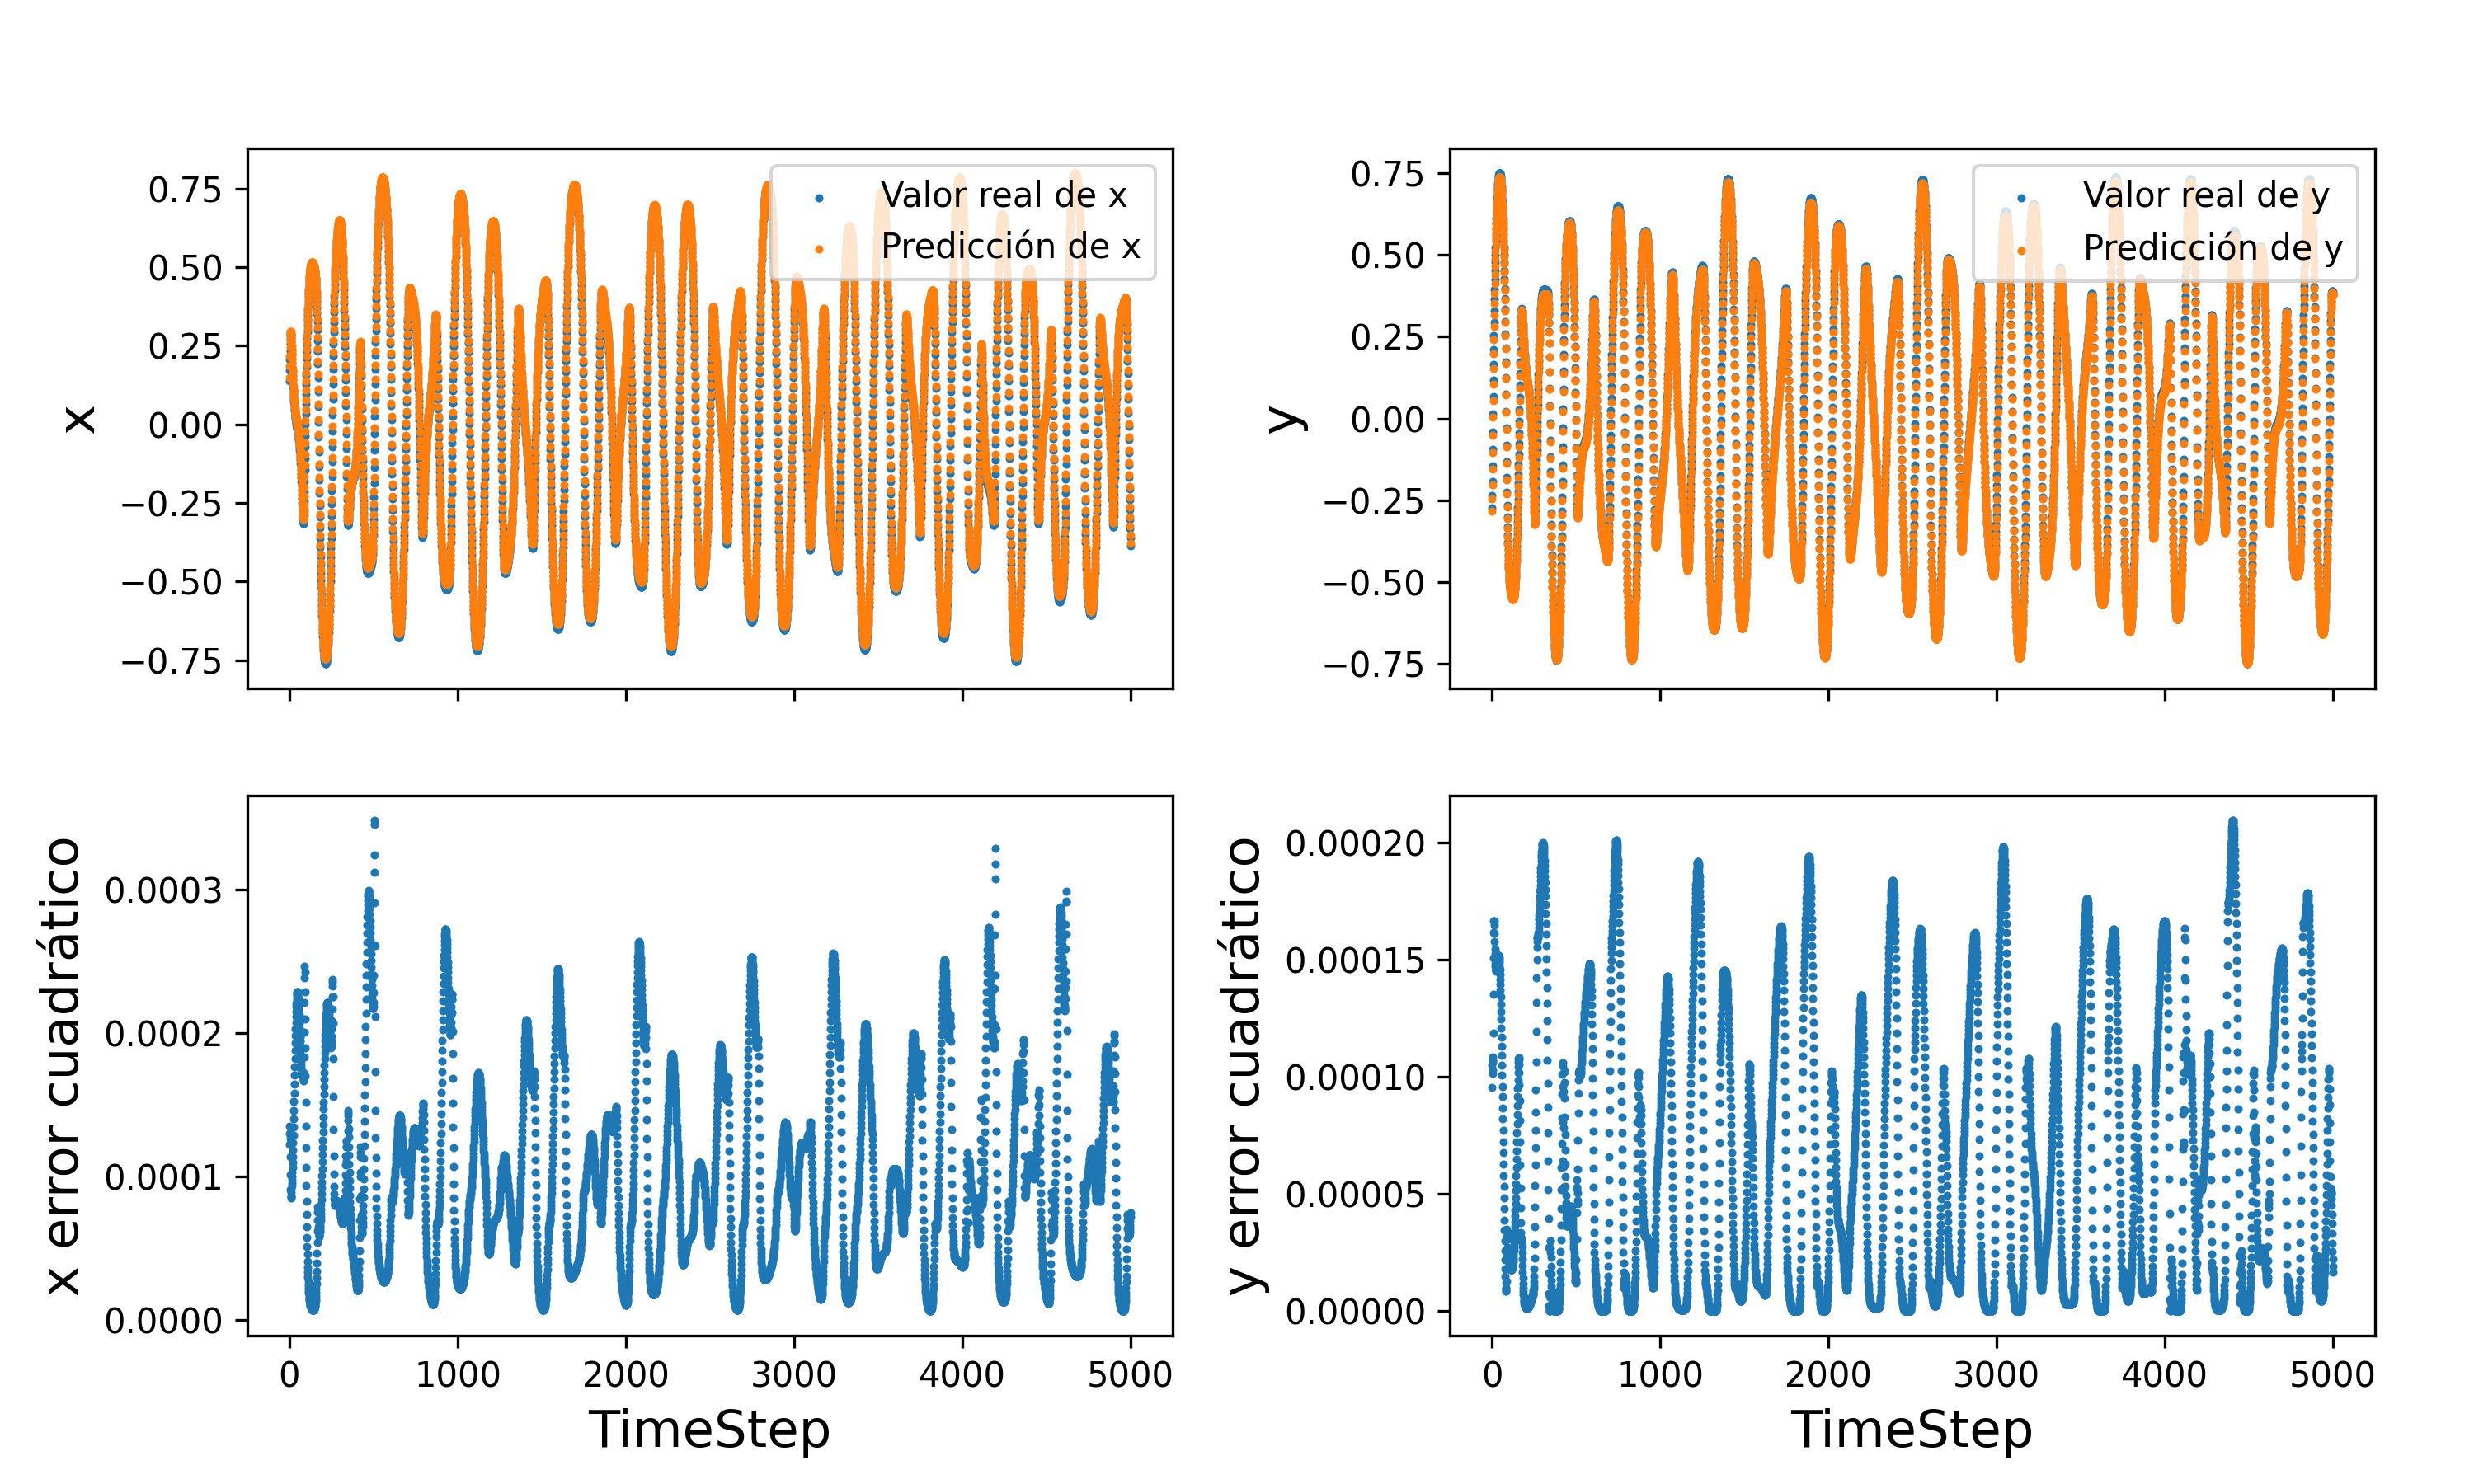 x
0.75
0.50
0.25
0.00
−0.25
−0.50
−0.75
Valor real de x
Predicción de x
y
0.75
0.50
0.25
0.00
−0.25
−0.50
−0.75
Valor real de y
Predicción de y
x error cuadrático
0.0003
0.0002
0.0001
0.0000
0 1000 2000 3000 4000 5000
TimeStep
y error cuadrático
0.00020
0.00015
0.00010
0.00005
0.00000
0 1000 2000 3000 4000 5000
TimeStep